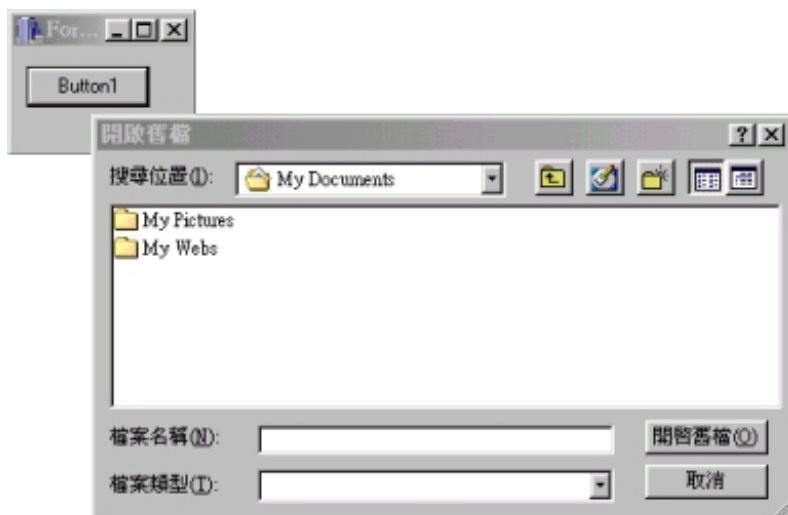 For...
Button1
開啟舊檔
搜尋位置(I):
My Documents
My Pictures
My Webs
檔案名稱(N):
開啓舊檔(O)
檔案類型(T):
取消